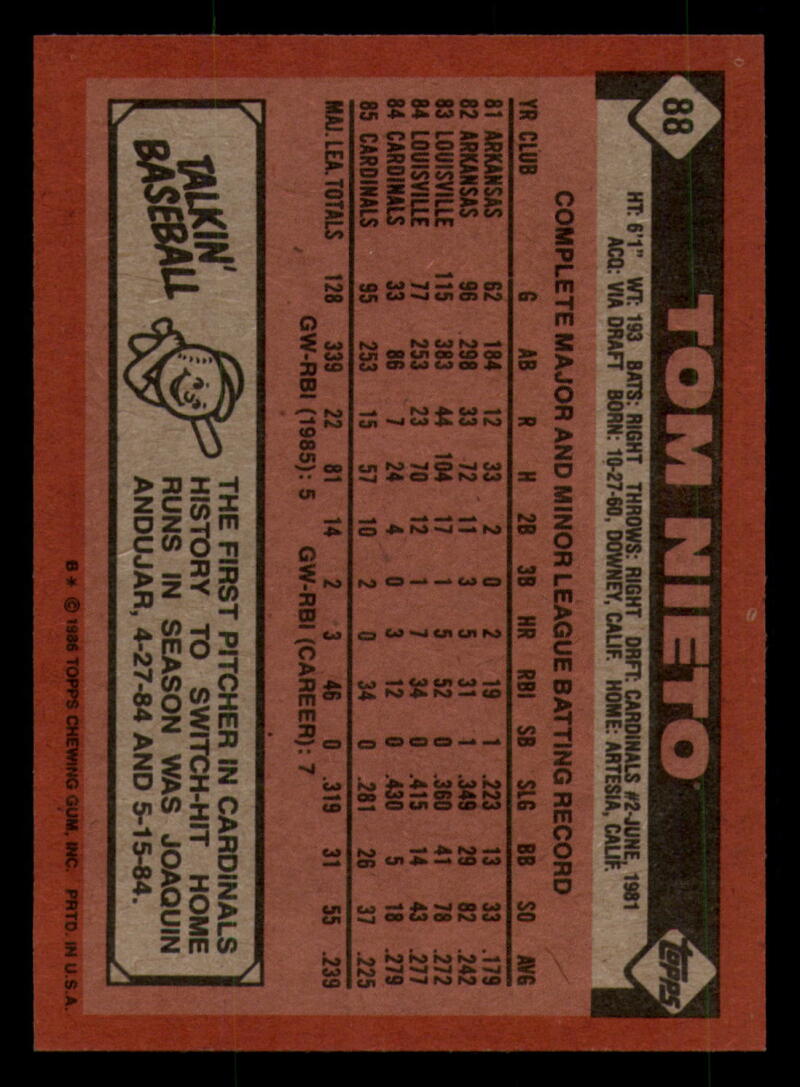 88
TOM NIETO
TOPPS
HT: 6'1" WT: 193 BATS: RIGHT THROWS: RIGHT DRFT: CARDINALS #2-JUNE, 1981
ACQ: VIA DRAFT BORN: 10-27-60, DOWNEY, CALIF. HOME: ARTESIA, CALIF.
COMPLETE MAJOR AND MINOR LEAGUE BATTING RECORD
YR CLUB G AB R H 2B 3B HR RBI SB SLG BB SO AVG
81 ARKANSAS 62 184 12 33 2 0 2 19 1 .223 13 33 .179
82 ARKANSAS 96 298 33 72 11 3 5 31 1 .349 29 82 .242
83 LOUISVILLE 115 383 44 104 17 1 5 52 0 .360 41 78 .272
84 LOUISVILLE 77 253 23 70 12 1 7 34 0 .415 14 43 .277
84 CARDINALS 33 86 7 24 4 0 3 12 0 .430 5 18 .279
85 CARDINALS 95 253 15 57 10 2 0 34 0 .281 26 37 .225
MAJ. LEA. TOTALS 128 339 22 81 14 2 3 46 0 .319 31 55 .239
GW-RBI (1985): 5 GW-RBI (CAREER): 7
TALKIN'
BASEBALL
THE FIRST PITCHER IN CARDINALS
HISTORY TO SWITCH-HIT HOME
RUNS IN SEASON WAS JOAQUIN
ANDUJAR, 4-27-84 AND 5-15-84.
B* © 1986 TOPPS CHEWING GUM, INC. PRTD. IN U.S.A.